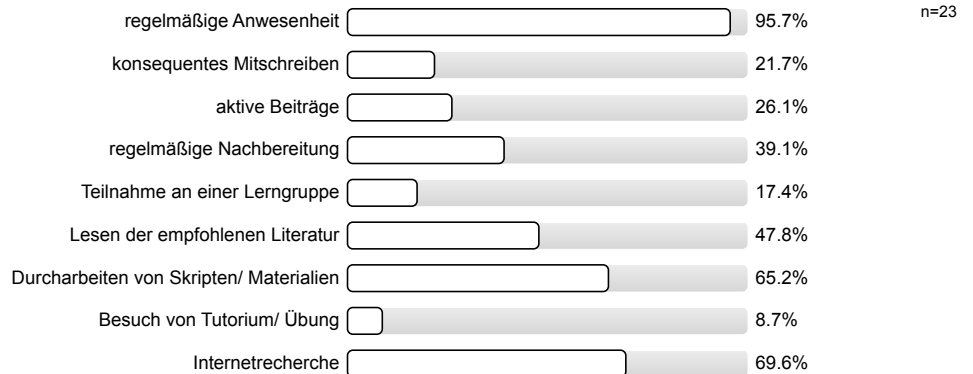 regelmäßige Anwesenheit 95.7% n=23
konsequentes Mitschreiben 21.7%
aktive Beiträge 26.1%
regelmäßige Nachbereitung 39.1%
Teilnahme an einer Lerngruppe 17.4%
Lesen der empfohlenen Literatur 47.8%
Durcharbeiten von Skripten/ Materialien 65.2%
Besuch von Tutorium/ Übung 8.7%
Internetrecherche 69.6%